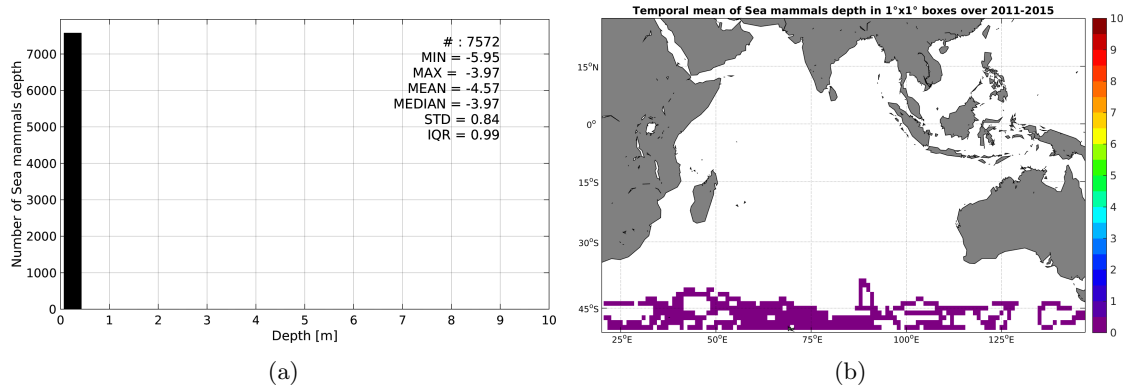 Temporal mean of Sea mammals depth in 1°x1° boxes over 2011-2015
Number of Sea mammals depth
7000
6000
5000
4000
3000
2000
1000
0
# : 7572
MIN = -5.95
MAX = -3.97
MEAN = -4.57
MEDIAN = -3.97
STD = 0.84
IQR = 0.99
0 1 2 3 4 5 6 7 8 9 10
Depth [m]
(a)
15°N
0°
15°S
30°S
45°S
25°E 50°E 75°E 100°E 125°E
10
9
8
7
6
5
4
3
2
1
0
(b)